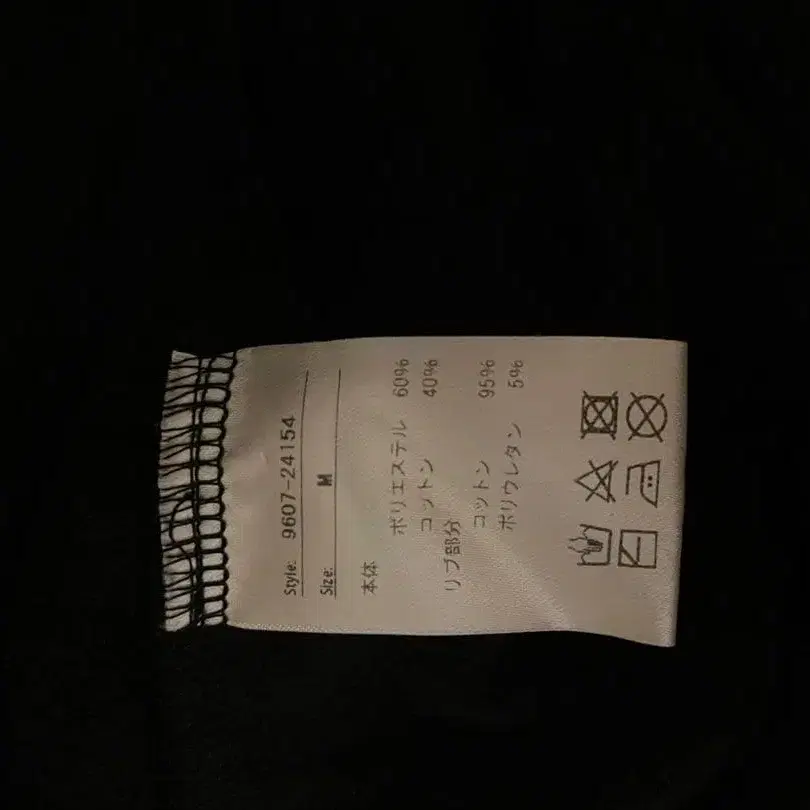 Style: 9607-24154
Size: M
本体
ポリエステル 60%
コットン 40%
リブ部分
コットン 95%
ポリウレタン 5%